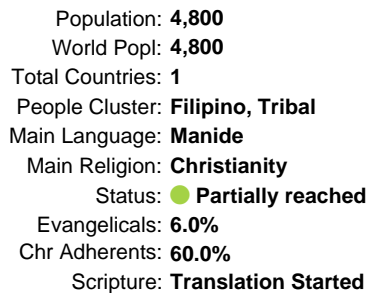 Population: 4,800
World Popl: 4,800
Total Countries: 1
People Cluster: Filipino, Tribal
Main Language: Manide
Main Religion: Christianity
Status: Partially reached
Evangelicals: 6.0%
Chr Adherents: 60.0%
Scripture: Translation Started